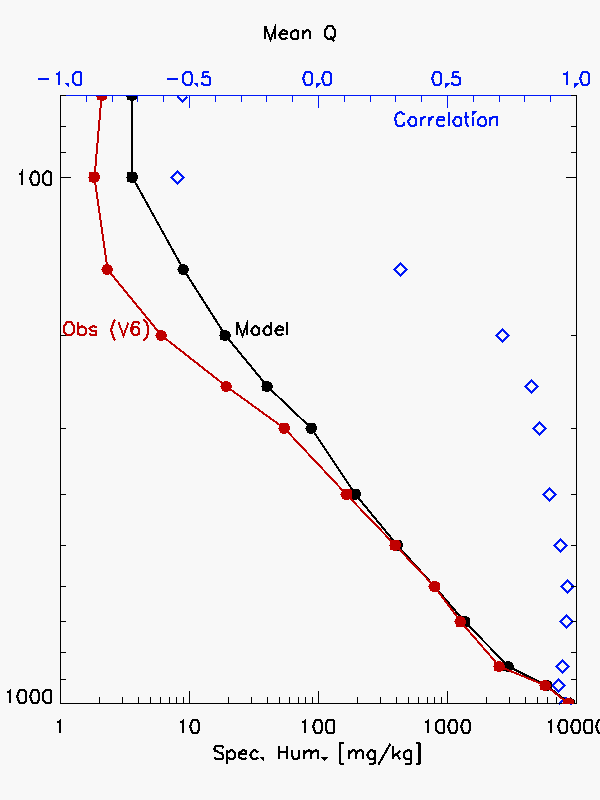 Mean Q
-1.0 -0.5 0.0 0.5 1.0
Correlation
100
Obs (V6) Model
1000
1 10 100 1000 10000
Spec. Hum. [mg/kg]